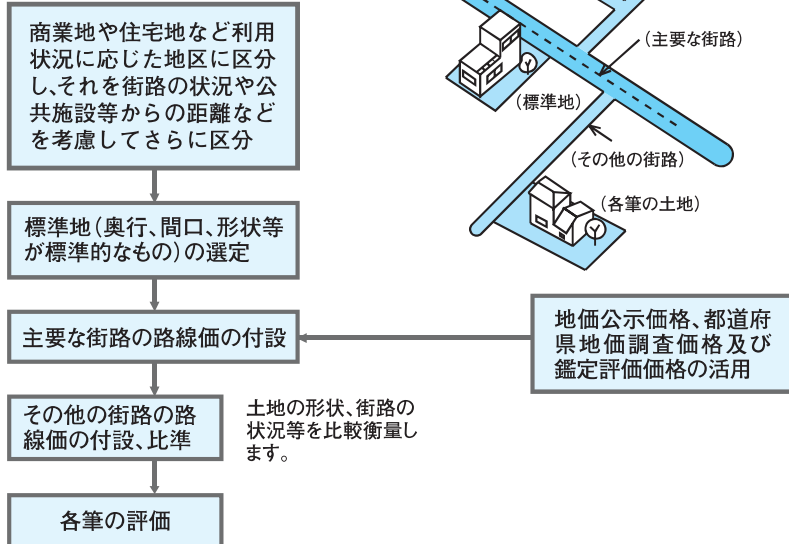 商業地や住宅地など利用
状況に応じた地区に区分
し、それを街路の状況や公
共施設等からの距離など
を考慮してさらに区分
(主要な街路)
(標準地)
(その他の街路)
(各筆の土地)
標準地(奥行、間口、形状等
が標準的なもの)の選定
主要な街路の路線価の付設
地価公示価格、都道府
県地価調査価格及び
鑑定評価価格の活用
その他の街路の路
線価の付設、比準
土地の形状、街路の
状況等を比較衡量し
ます。
各筆の評価